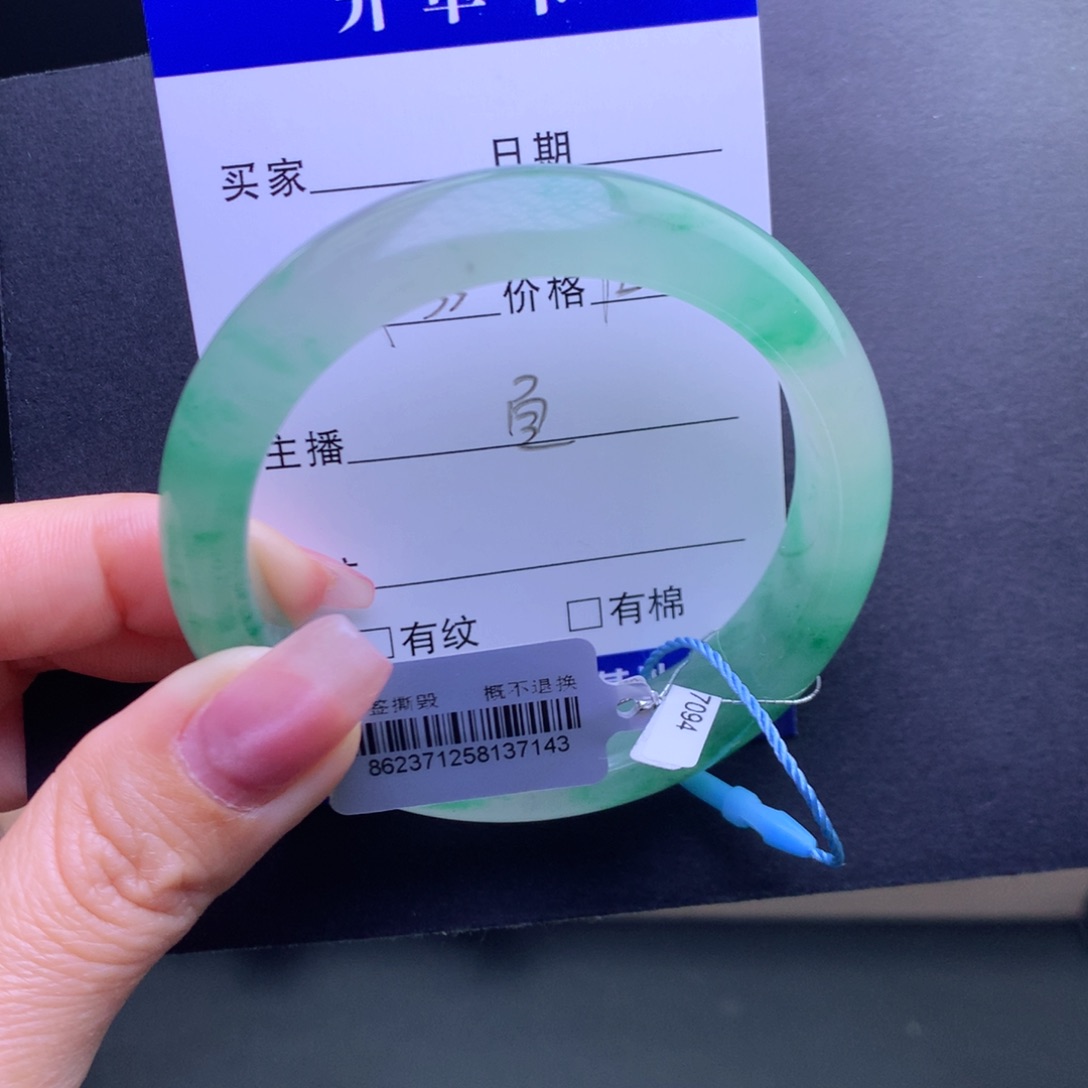 买家 日期
价格
主播
□有纹 □有棉
签撕毁 概不退换
862371258137143
7094